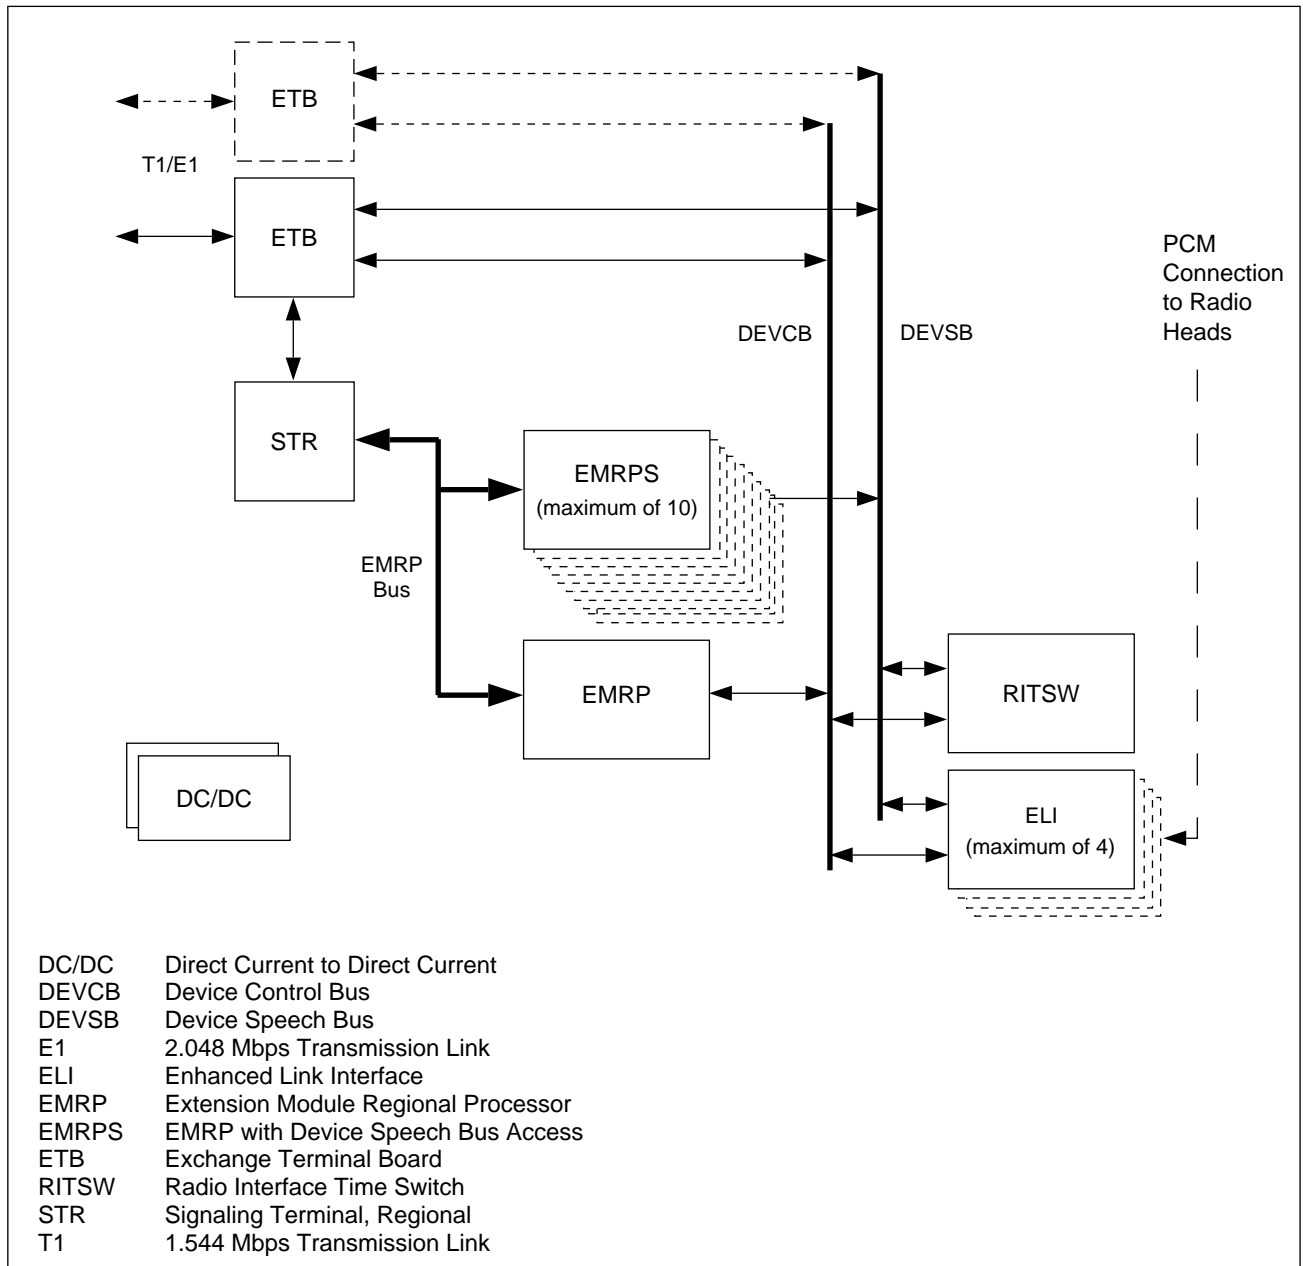 ETB
T1/E1
ETB
PCM
Connection
to Radio
Heads
DEVCB
DEVSB
STR
EMRPS
(maximum of 10)
EMRP
Bus
EMRP
RITSW
DC/DC
ELI
(maximum of 4)
DC/DC Direct Current to Direct Current
DEVCB Device Control Bus
DEVSB Device Speech Bus
E1 2.048 Mbps Transmission Link
ELI Enhanced Link Interface
EMRP Extension Module Regional Processor
EMRPS EMRP with Device Speech Bus Access
ETB Exchange Terminal Board
RITSW Radio Interface Time Switch
STR Signaling Terminal, Regional
T1 1.544 Mbps Transmission Link